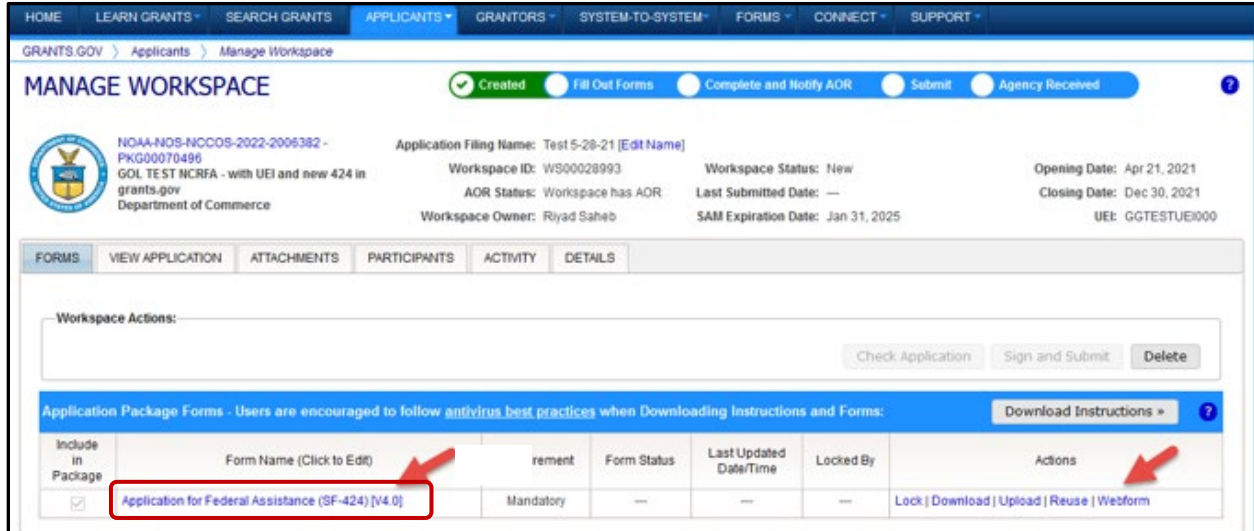 HOME LEARN GRANTS SEARCH GRANTS APPLICANTS GRANTORS SYSTEM-TO-SYSTEM FORMS CONNECT SUPPORT
GRANTS.GOV 〉 Applicants 〉 Manage Workspace
MANAGE WORKSPACE
Created Fill Out Forms Complete and Notify AOR Submit Agency Received ?
NOAA-NOS-NCCOS-2022-2006382 -
PKG00070496
GOL TEST NCRFA - with UEI and new 424 in
grants.gov
Department of Commerce
Application Filing Name: Test 5-28-21 [Edit Name]
Workspace ID: WS00028993 Workspace Status: New Opening Date: Apr 21, 2021
AOR Status: Workspace has AOR Last Submitted Date: — Closing Date: Dec 30, 2021
Workspace Owner: Riyad Saheb SAM Expiration Date: Jan 31, 2025 UEI: GGTESTUEI000
FORMS VIEW APPLICATION ATTACHMENTS PARTICIPANTS ACTIVITY DETAILS
Workspace Actions:
Check Application Sign and Submit Delete
Application Package Forms - Users are encouraged to follow antivirus best practices when Downloading Instructions and Forms: Download Instructions » ?
Include in Package Form Name (Click to Edit) rement Form Status Last Updated Date/Time Locked By Actions
Application for Federal Assistance (SF-424) [V4.0] Mandatory — — — Lock | Download | Upload | Reuse | Webform